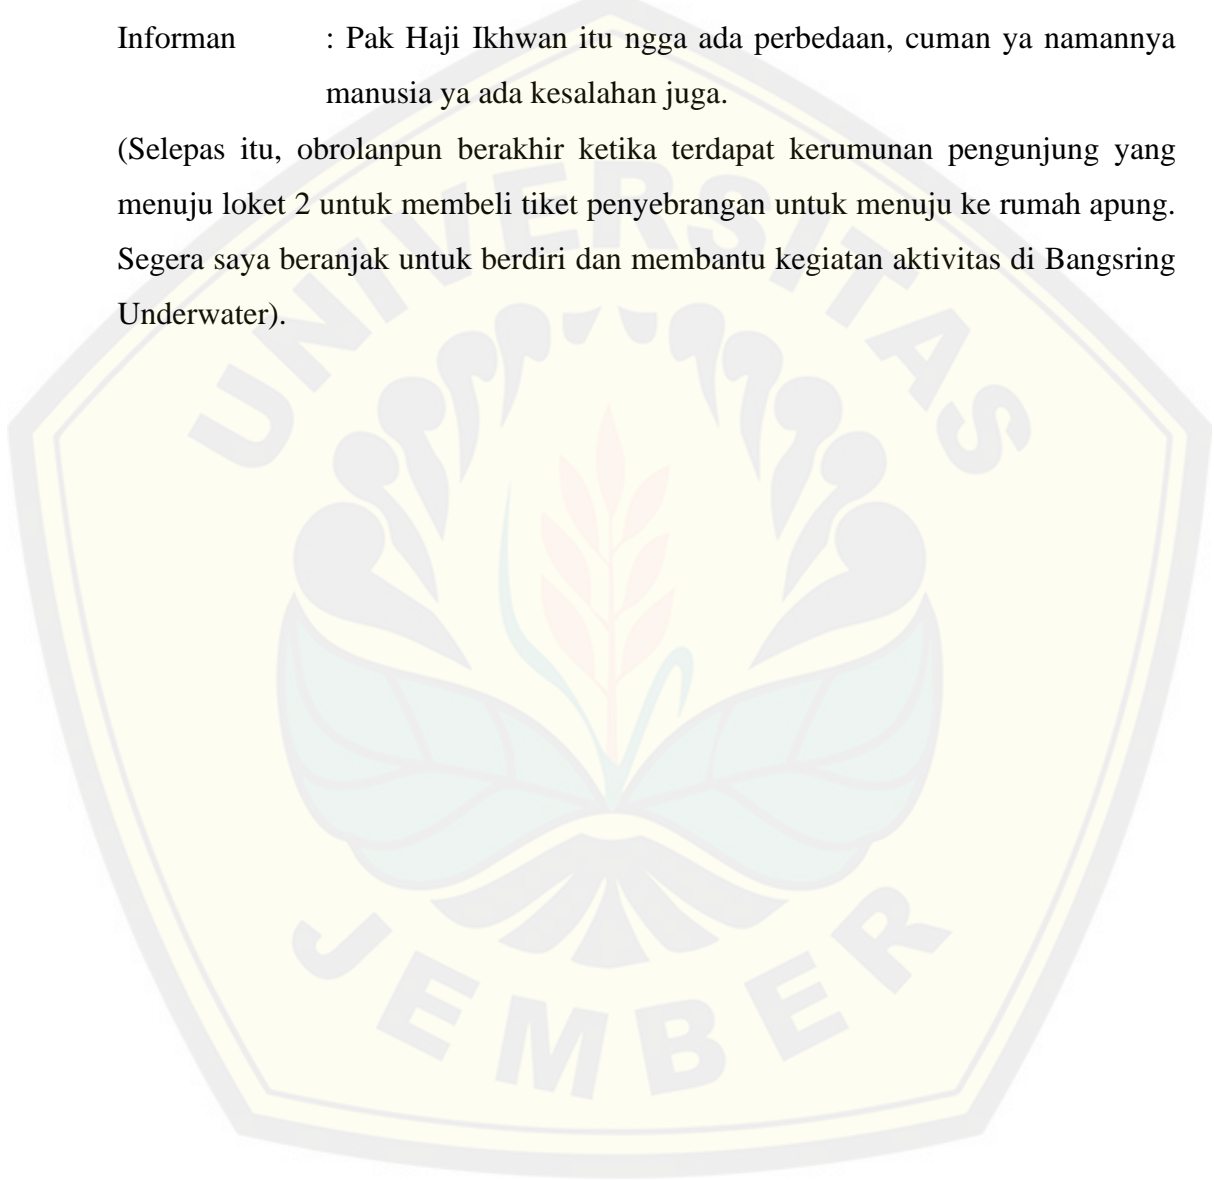 Informan : Pak Haji Ikhwan itu ngga ada perbedaan, cuman ya namannya
manusia ya ada kesalahan juga.
(Selepas itu, obrolanpun berakhir ketika terdapat kerumunan pengunjung yang
menuju loket 2 untuk membeli tiket penyebrangan untuk menuju ke rumah apung.
Segera saya beranjak untuk berdiri dan membantu kegiatan aktivitas di Bangsring
Underwater).
UNIVERSITAS
JEMBER